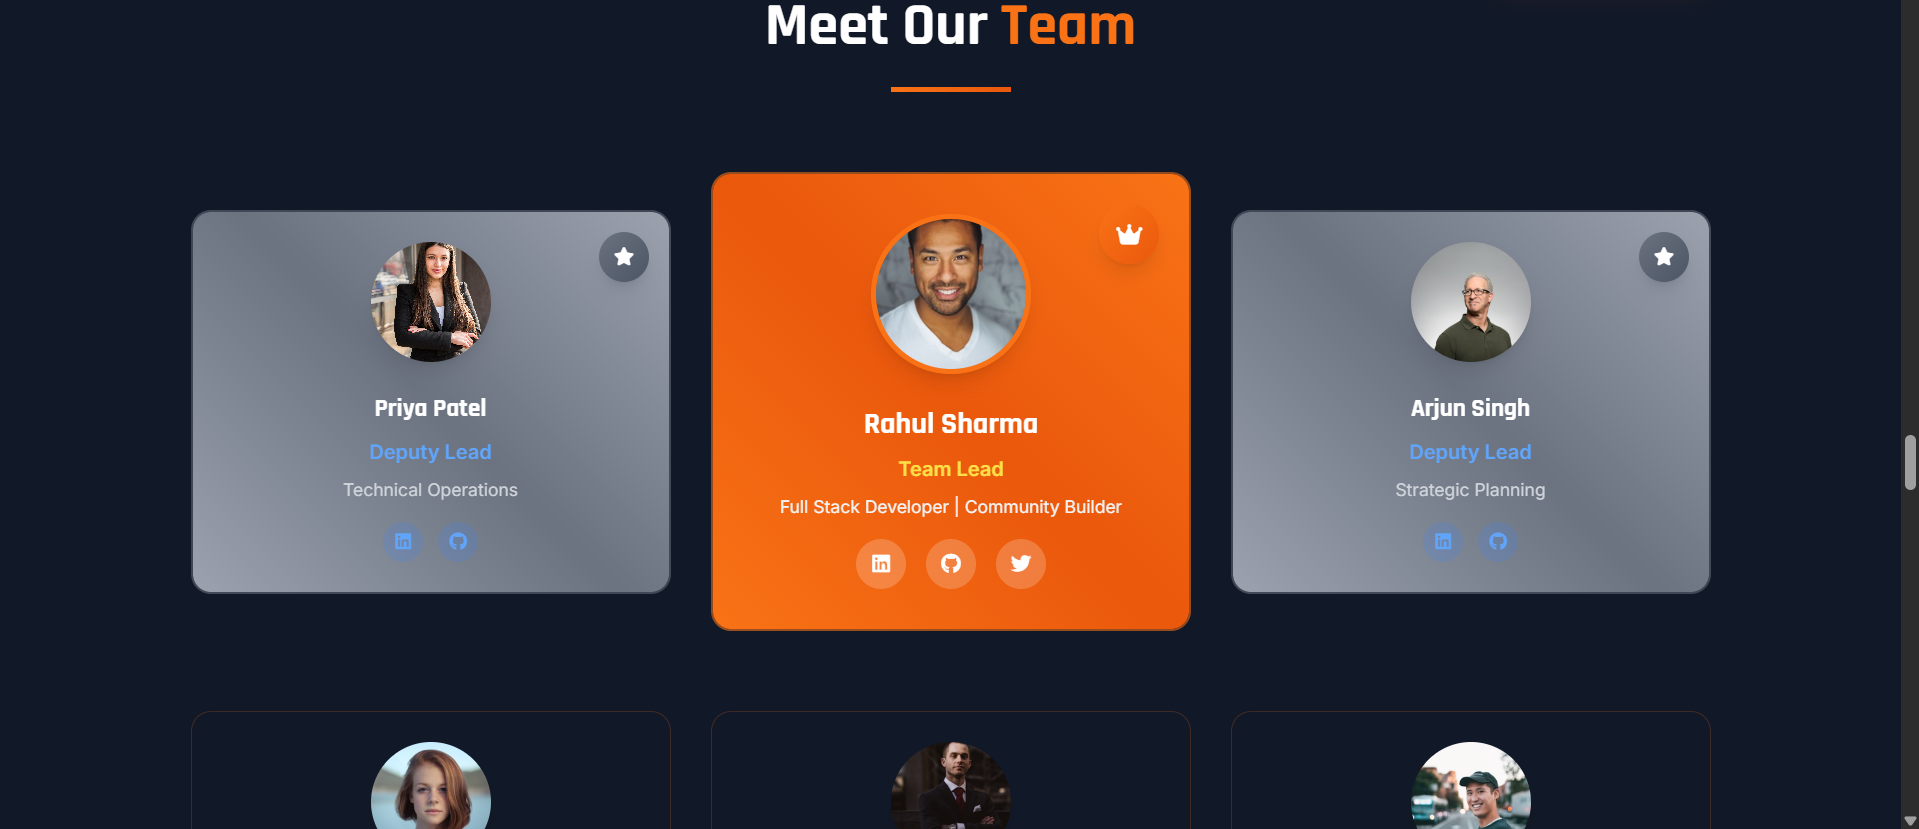 Meet Our Team
Priya Patel
Deputy Lead
Technical Operations
Rahul Sharma
Team Lead
Full Stack Developer | Community Builder
Arjun Singh
Deputy Lead
Strategic Planning